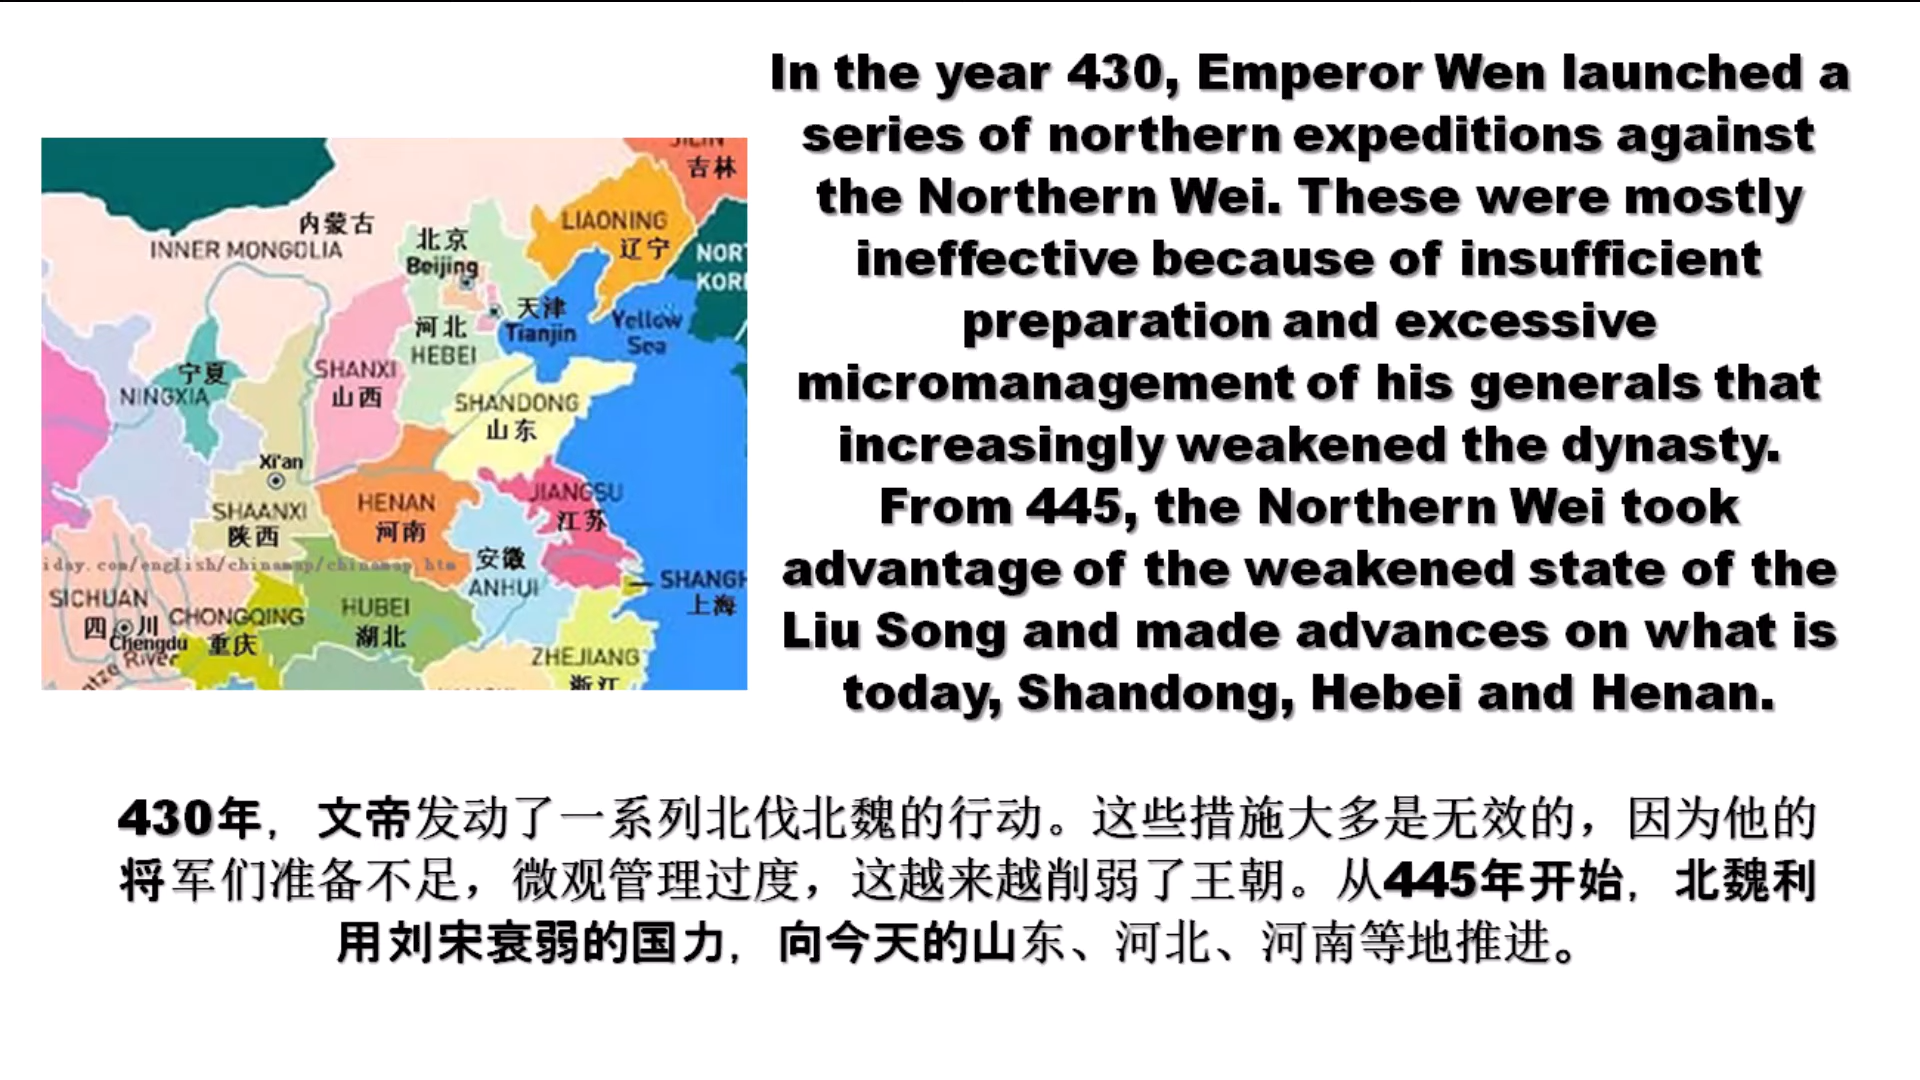 In the year 430, Emperor Wen launched a
series of northern expeditions against
the Northern Wei. These were mostly
ineffective because of insufficient
preparation and excessive
micromanagement of his generals that
increasingly weakened the dynasty.
From 445, the Northern Wei took
advantage of the weakened state of the
Liu Song and made advances on what is
today, Shandong, Hebei and Henan.
吉林
内蒙古
INNER MONGOLIA
北京
Beijing
LIAONING
辽宁
天津
Tianjin
Yellow
Sea
河北
HEBEI
宁夏
NINGXIA
SHANXI
山西
SHANDONG
山东
Xi'an
SHAANXI
陕西
HENAN
河南
JIANGSU
江苏
安徽
ANHUI
iday.com/english/chinamap/chinamap.htm
SHANGH
上海
SICHUAN
四川
Chengdu
River
CHONGQING
重庆
HUBEI
湖北
ZHEJIANG
浙江
430年，文帝发动了一系列北伐北魏的行动。这些措施大多是无效的，因为他的
将军们准备不足，微观管理过度，这越来越削弱了王朝。从445年开始，北魏利
用刘宋衰弱的国力，向今天的山东、河北、河南等地推进。